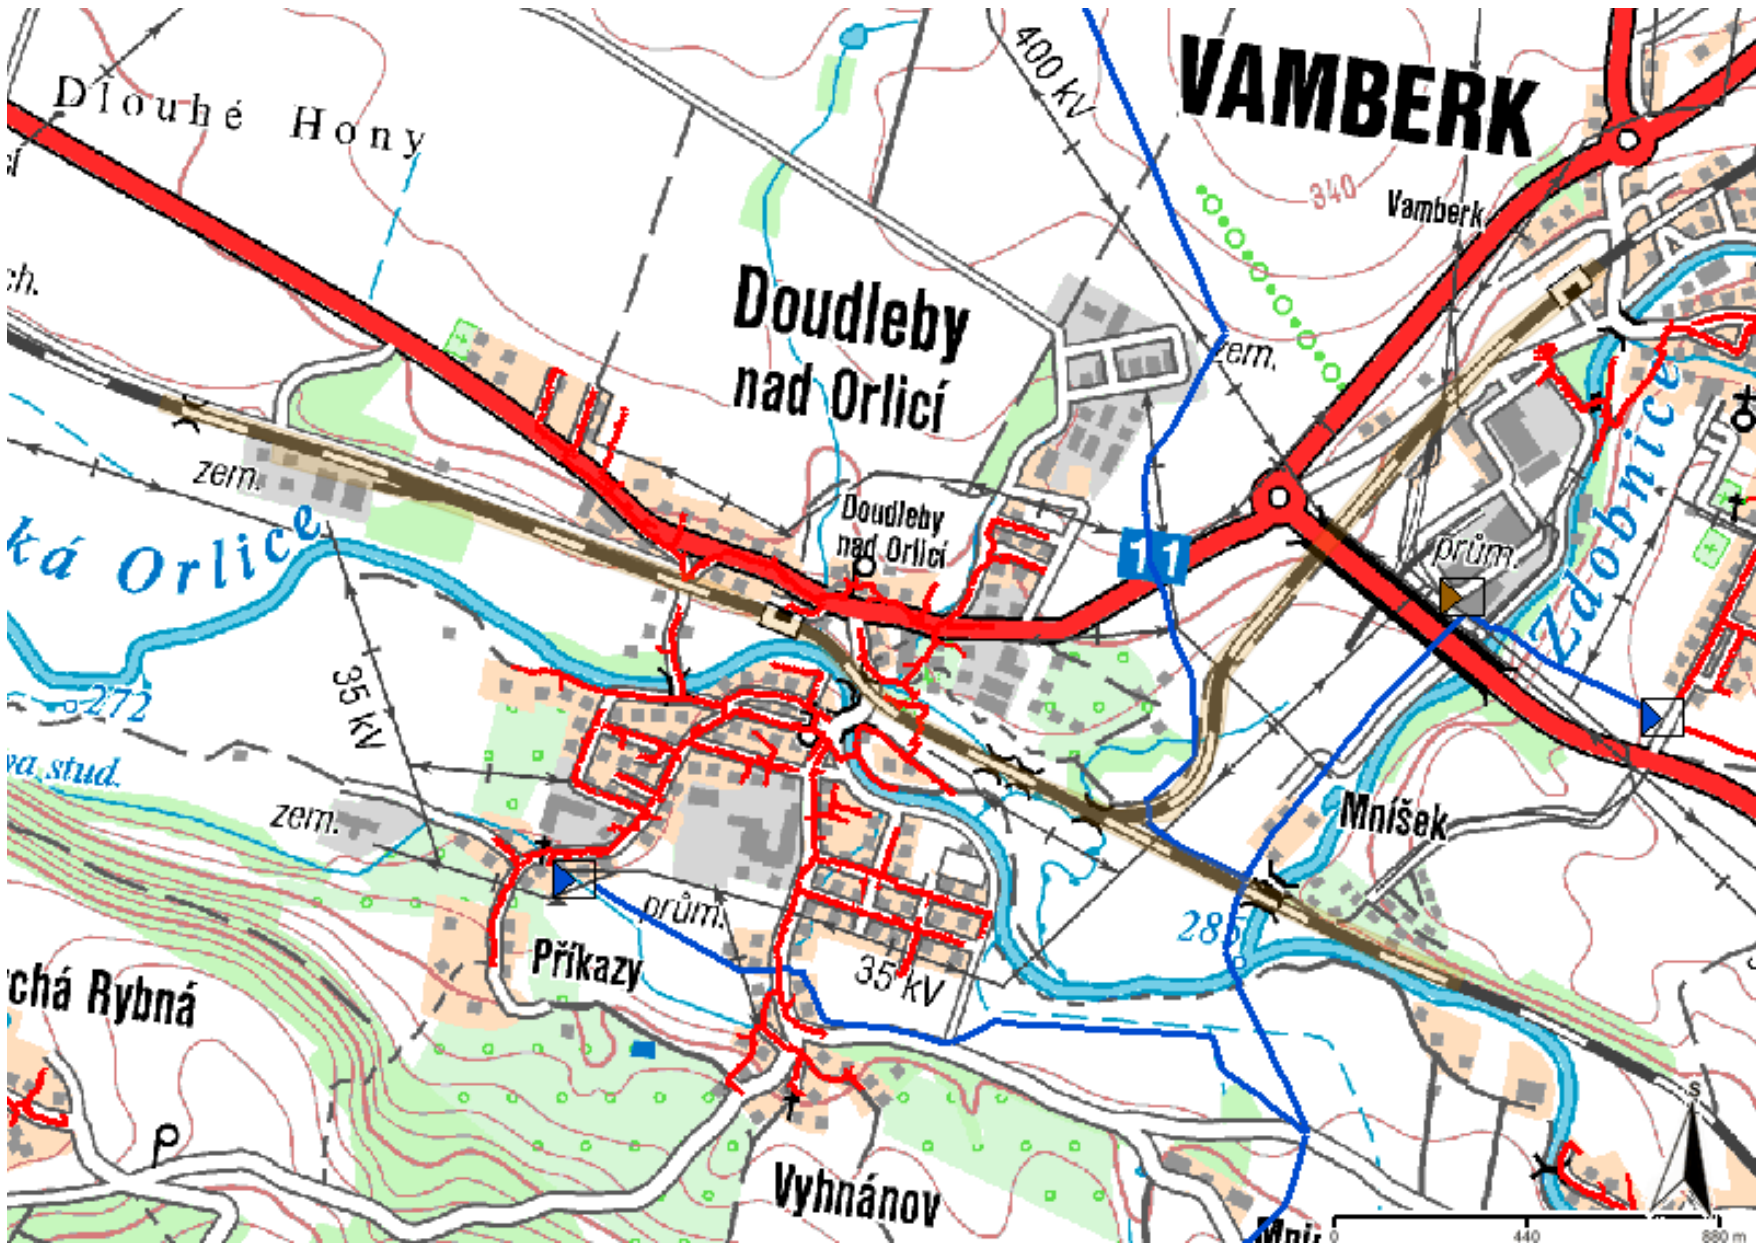 VAMBERK
400 kV
Dlouhé Hony
340
Vamberk
ch.
Doudleby
nad Orlicí
zem.
zem.
Doudleby
nad Orlicí
11
prům.
Zdobnice
ká Orlice
272
35 kV
va stud.
zem.
Mníšek
prům.
285
Příkazy
35 kV
chá Rybná
Vyhnánov
S
0
440
880 m